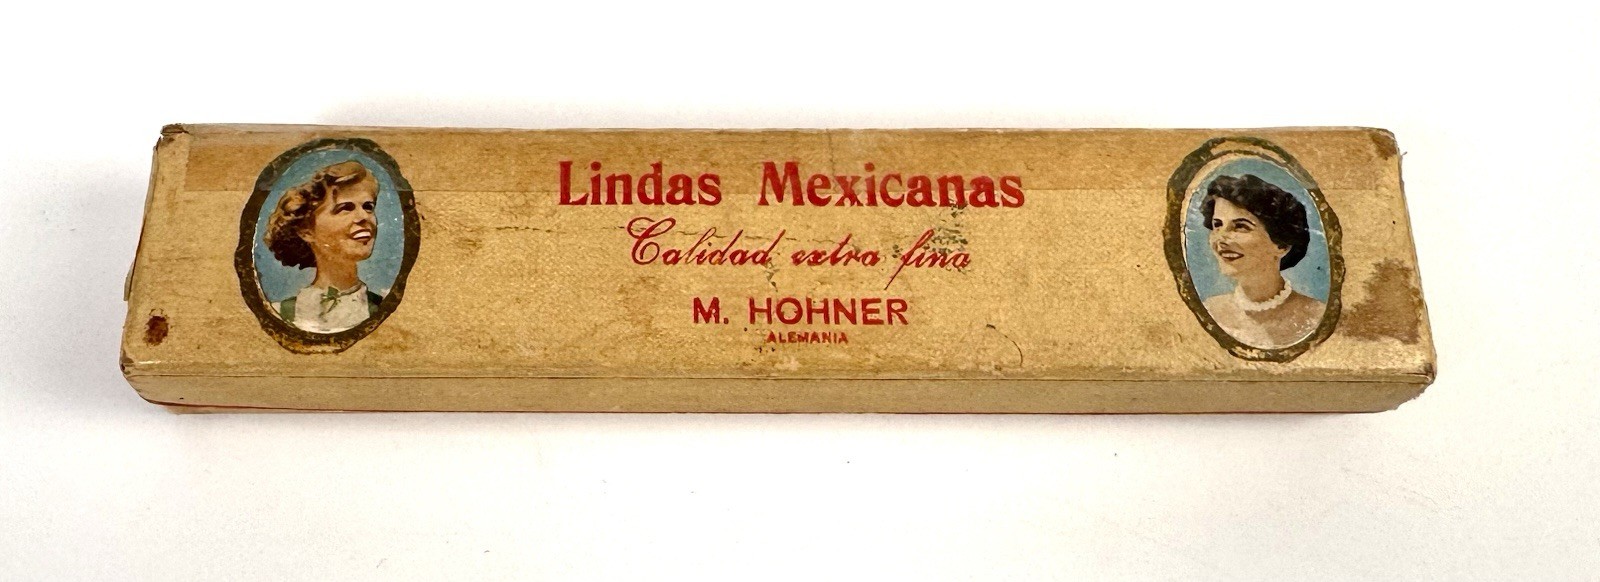 Lindas Mexicanas
Calidad extra fina
M. HOHNER
ALEMANIA